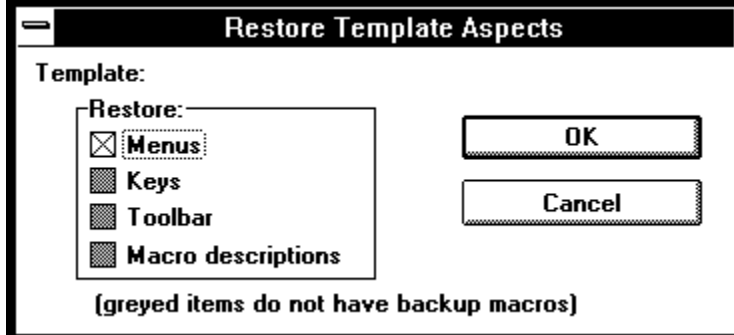 Restore Template Aspects
Template:
Restore:
Menus
Keys
Toolbar
Macro descriptions
OK
Cancel
(greyed items do not have backup macros)